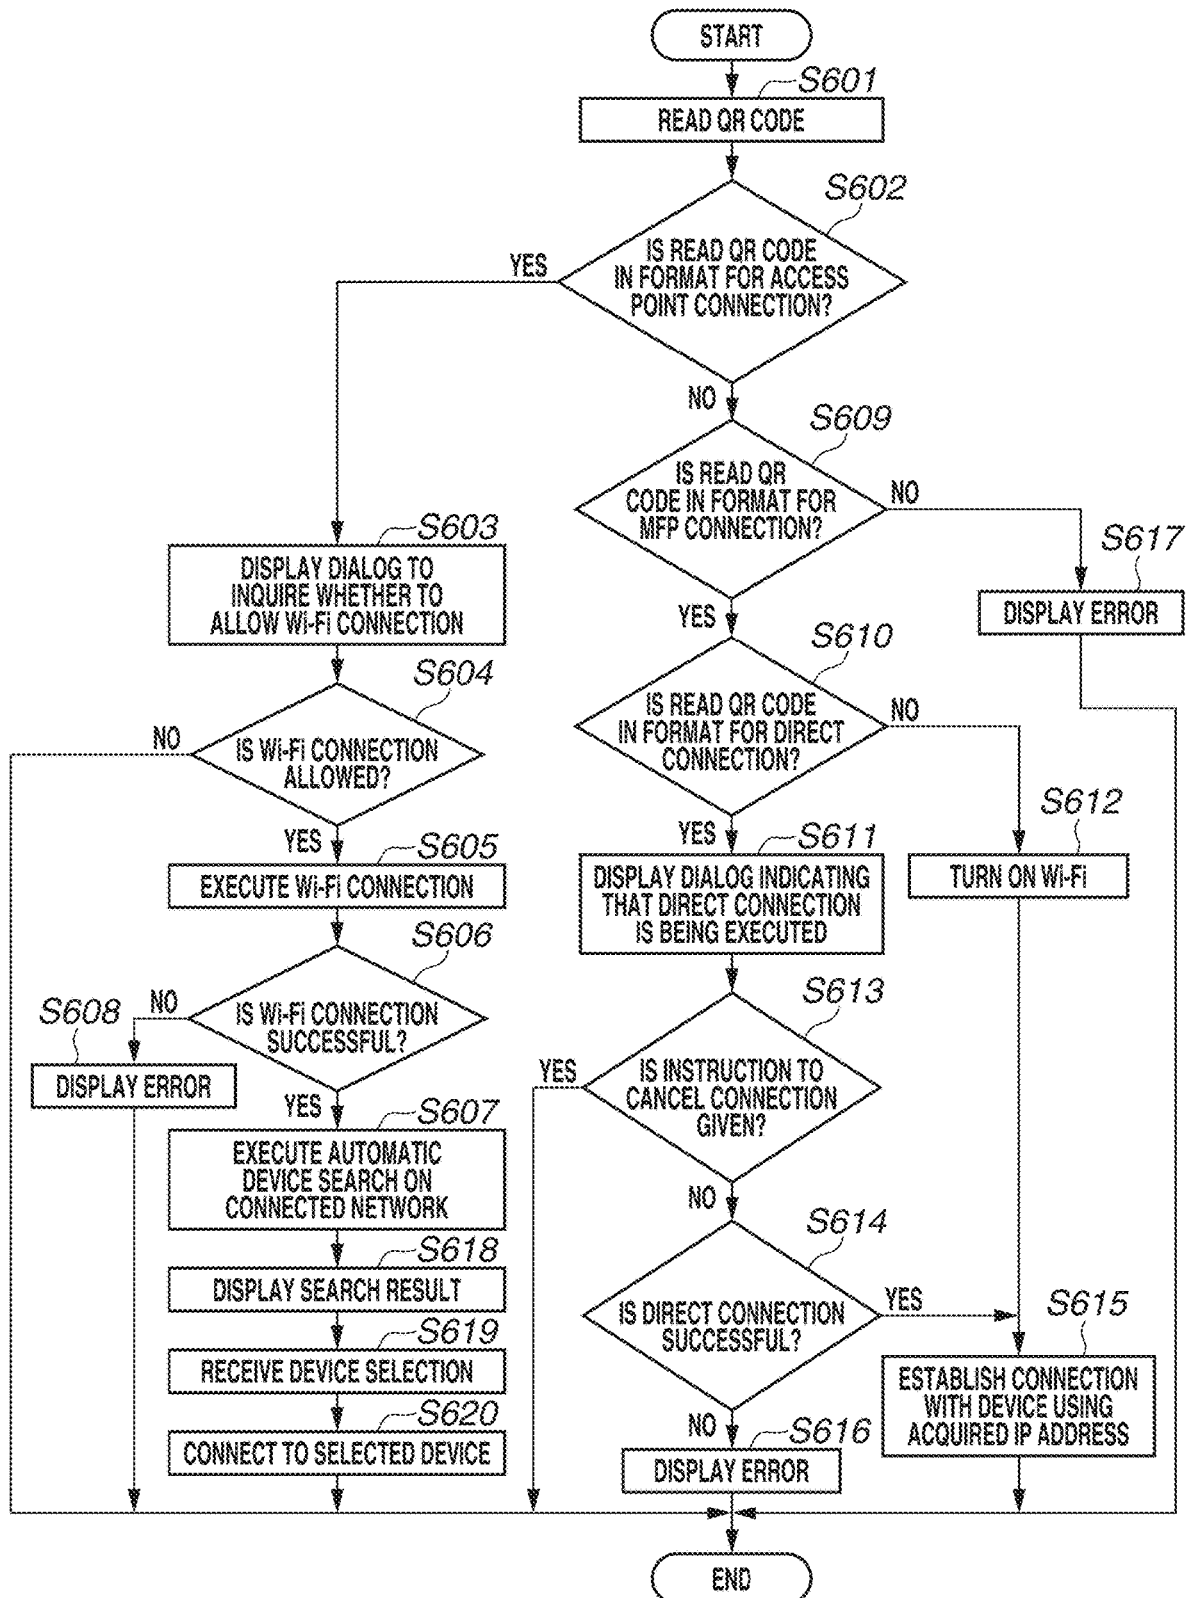 START
S601
READ QR CODE
S602
IS READ QR CODE
IN FORMAT FOR ACCESS
POINT CONNECTION?
YES
NO
S609
IS READ QR
CODE IN FORMAT FOR
MFP CONNECTION?
NO
YES
S617
DISPLAY ERROR
S603
DISPLAY DIALOG TO
INQUIRE WHETHER TO
ALLOW Wi-Fi CONNECTION
S604
IS Wi-Fi CONNECTION
ALLOWED?
NO
YES
S605
EXECUTE Wi-Fi CONNECTION
S606
IS Wi-Fi CONNECTION
SUCCESSFUL?
NO
S608
DISPLAY ERROR
YES
S607
EXECUTE AUTOMATIC
DEVICE SEARCH ON
CONNECTED NETWORK
S618
DISPLAY SEARCH RESULT
S619
RECEIVE DEVICE SELECTION
S620
CONNECT TO SELECTED DEVICE
S610
IS READ QR CODE
IN FORMAT FOR DIRECT
CONNECTION?
NO
YES
S611
DISPLAY DIALOG INDICATING
THAT DIRECT CONNECTION
IS BEING EXECUTED
S612
TURN ON Wi-Fi
S613
IS INSTRUCTION TO
CANCEL CONNECTION
GIVEN?
YES
NO
S614
IS DIRECT CONNECTION
SUCCESSFUL?
YES
NO
S615
ESTABLISH CONNECTION
WITH DEVICE USING
ACQUIRED IP ADDRESS
S616
DISPLAY ERROR
END